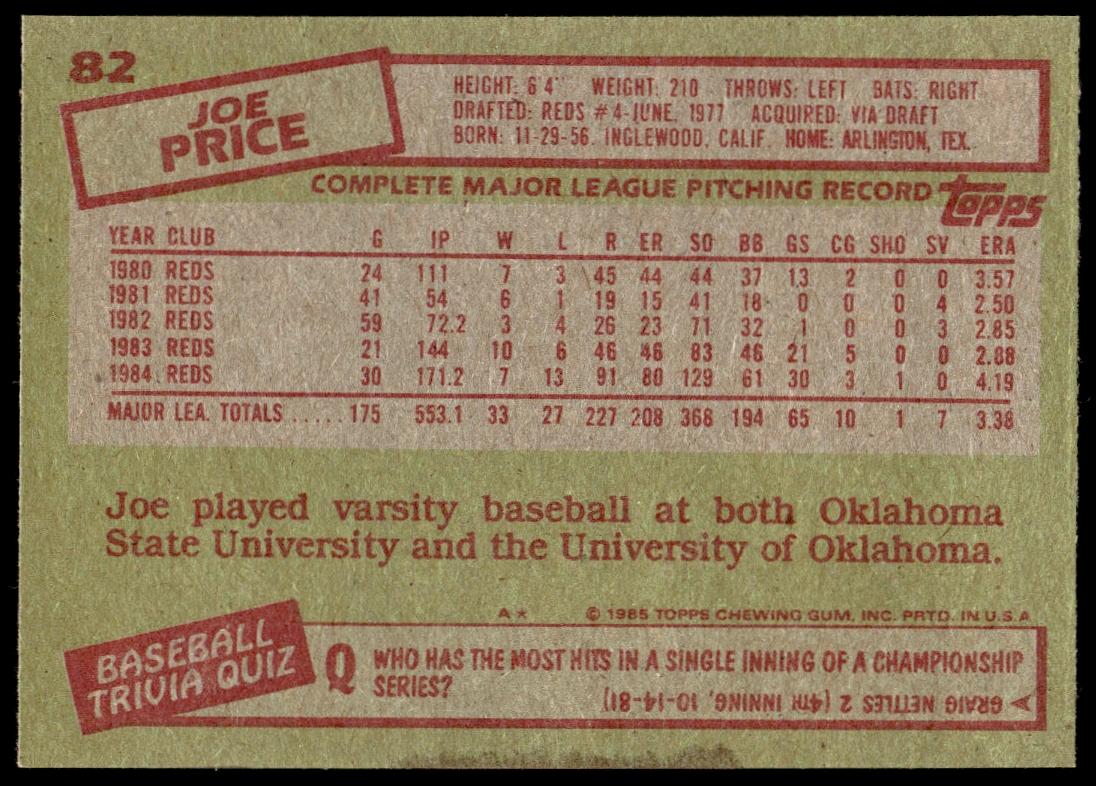 82
JOE
PRICE
HEIGHT: 6'4" WEIGHT: 210 THROWS: LEFT BATS: RIGHT
DRAFTED: REDS #4-JUNE, 1977 ACQUIRED: VIA DRAFT
BORN: 11-29-56, INGLEWOOD, CALIF. HOME: ARLINGTON, TEX.
COMPLETE MAJOR LEAGUE PITCHING RECORD
TOPPS
YEAR CLUB G IP W L R ER SO BB GS CG SHO SV ERA
1980 REDS 24 111 7 3 45 44 44 37 13 2 0 0 3.57
1981 REDS 41 54 6 1 19 15 41 18 0 0 0 4 2.50
1982 REDS 59 72.2 3 4 26 23 71 32 1 0 0 3 2.85
1983 REDS 21 144 10 6 46 46 83 46 21 5 0 0 2.88
1984 REDS 30 171.2 7 13 91 80 129 61 30 3 1 0 4.19
MAJOR LEA. TOTALS ..... 175 553.1 33 27 227 208 368 194 65 10 1 7 3.38
Joe played varsity baseball at both Oklahoma
State University and the University of Oklahoma.
A* © 1985 TOPPS CHEWING GUM, INC. PRTD. IN U.S.A.
BASEBALL
TRIVIA QUIZ
Q WHO HAS THE MOST HITS IN A SINGLE INNING OF A CHAMPIONSHIP
SERIES?
A GRAIG NETTLES 2 (4TH INNING, 10-14-81)